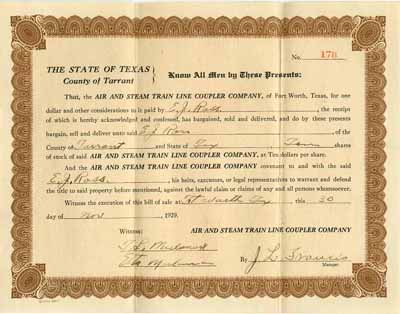 No. 178
THE STATE OF TEXAS
County of Tarrant
Know All Men by These Presents:
That, the AIR AND STEAM TRAIN LINE COUPLER COMPANY, of Fort Worth, Texas, for one
dollar and other considerations to it paid by E.J. Ross, the receipt
of which is hereby acknowledged and confessed, has bargained, sold and delivered, and do by these presents
bargain, sell and deliver unto said E J Ross, of the
County of Tarrant and State of Tex Ten shares
of stock of said AIR AND STEAM TRAIN LINE COUPLER COMPANY, at Ten dollars per share.
And the AIR AND STEAM TRAIN LINE COUPLER COMPANY covenant to and with the said
E.J. Ross, his heirs, executors, or legal representatives to warrant and defend
the title to said property before mentioned, against the lawful claim or claims of any and all persons whomsoever.
Witness the execution of this bill of sale at Ft Worth Tex this 30
day of Nov 1929.
Witness: AIR AND STEAM TRAIN LINE COUPLER COMPANY
By J L Francis
Manager